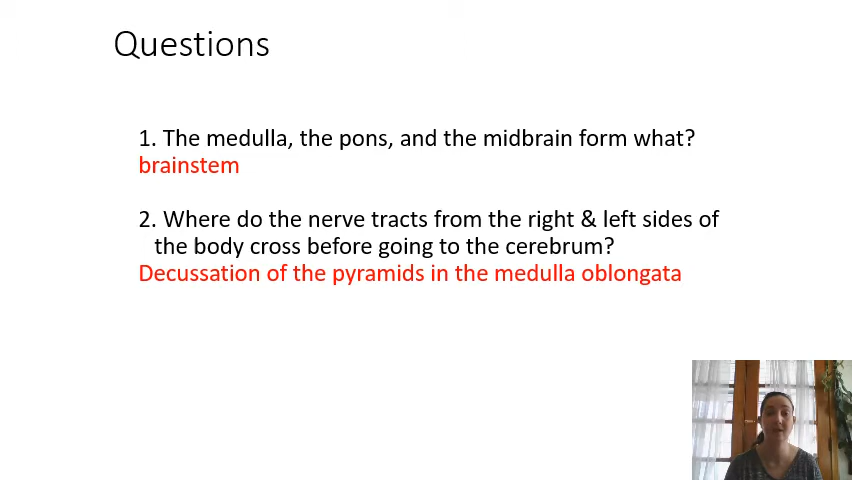 Questions
1. The medulla, the pons, and the midbrain form what?
brainstem
2. Where do the nerve tracts from the right & left sides of
the body cross before going to the cerebrum?
Decussation of the pyramids in the medulla oblongata